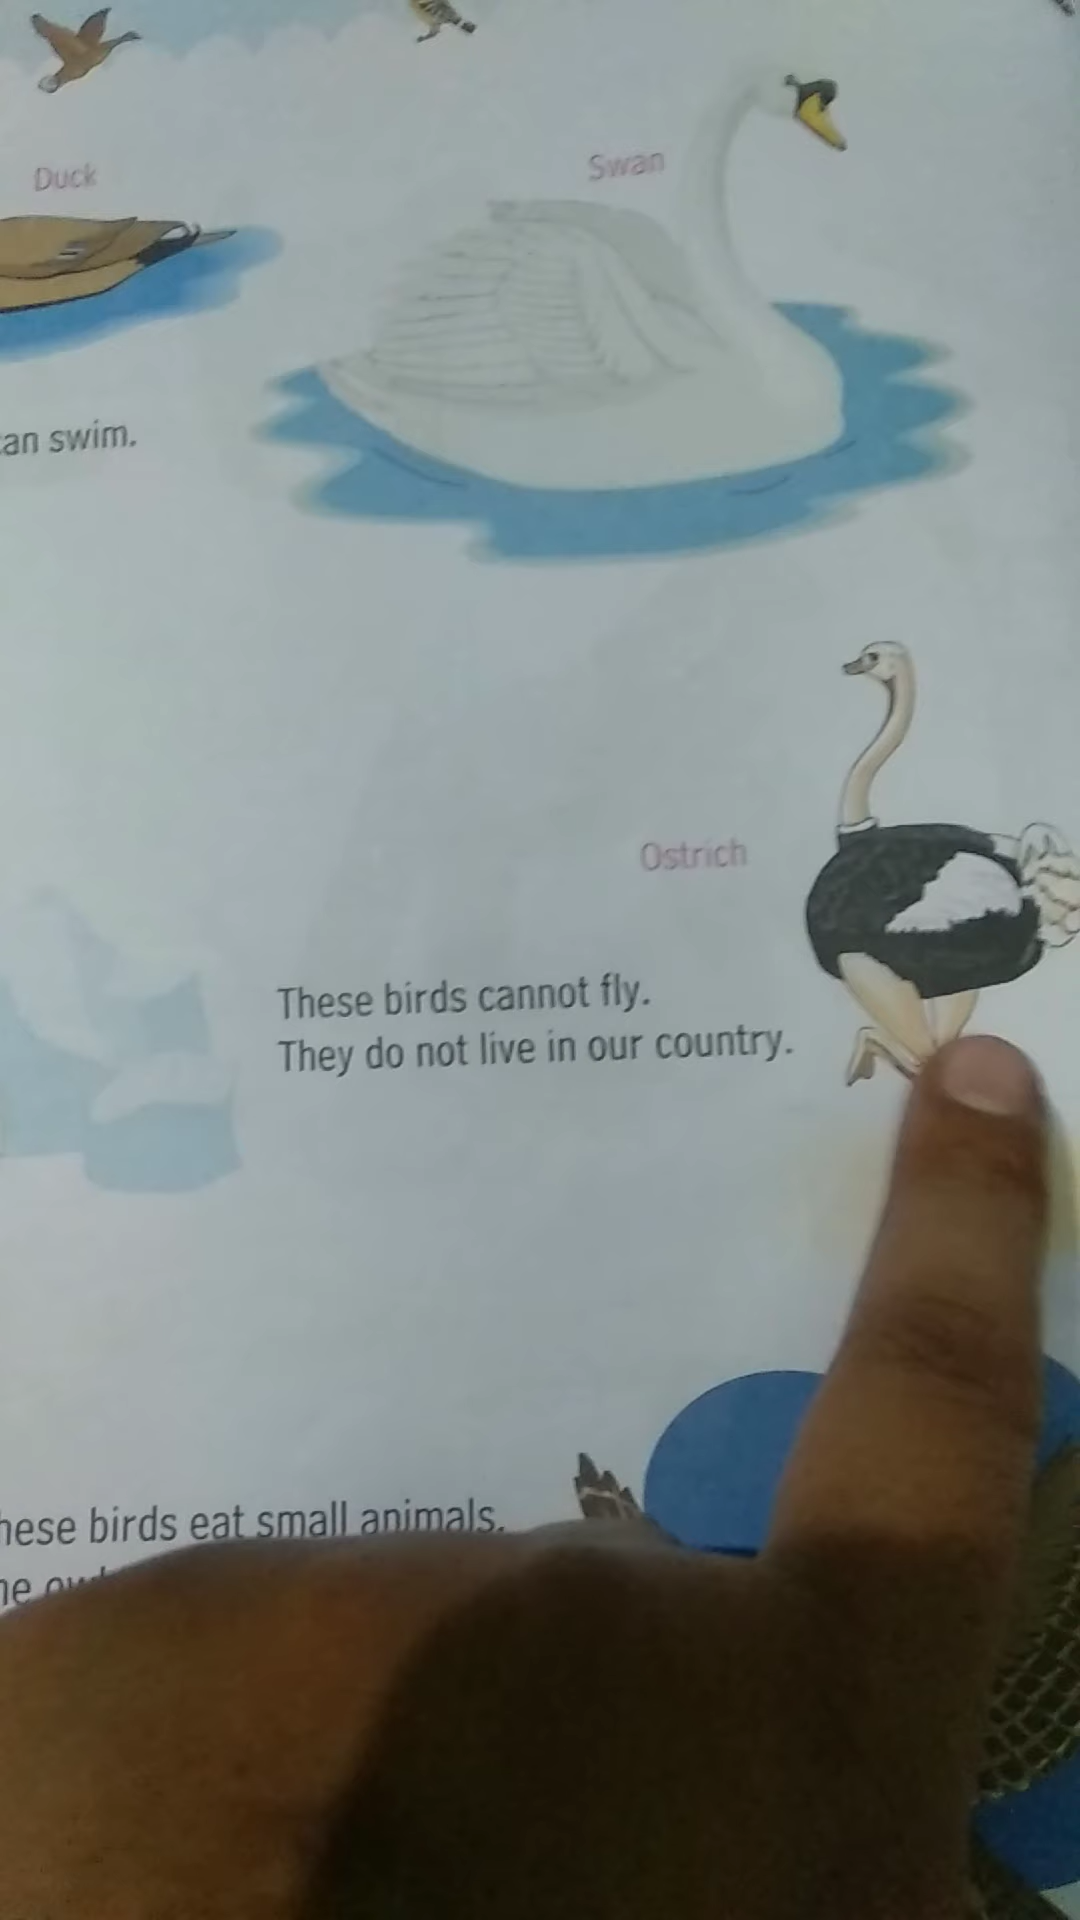 Duck
Swan
an swim.
Ostrich
These birds cannot fly.
They do not live in our country.
hese birds eat small animals.